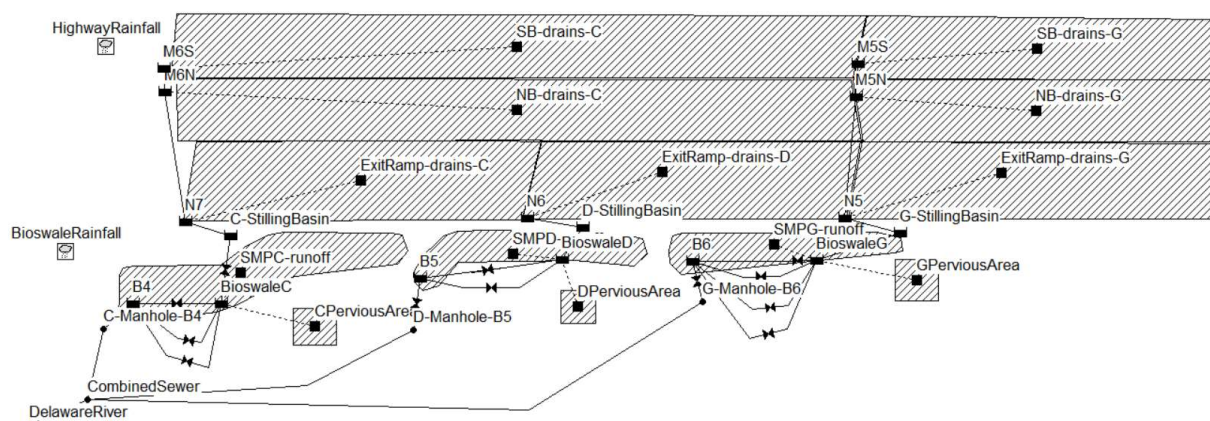 HighwayRainfall
M6S
SB-drains-C
M5S
SB-drains-G
M6N
NB-drains-C
M5N
NB-drains-G
ExitRamp-drains-C
ExitRamp-drains-D
ExitRamp-drains-G
N7
C-StillingBasin
N6
D-StillingBasin
N5
G-StillingBasin
BioswaleRainfall
SMPC-runoff
B5
SMPD-BioswaleD
B6
SMPG-runoff
BioswaleG
B4
BioswaleC
DPerviousArea
G-Manhole-B6
GPerviousArea
C-Manhole-B4
CPerviousArea
D-Manhole-B5
CombinedSewer
DelawareRiver